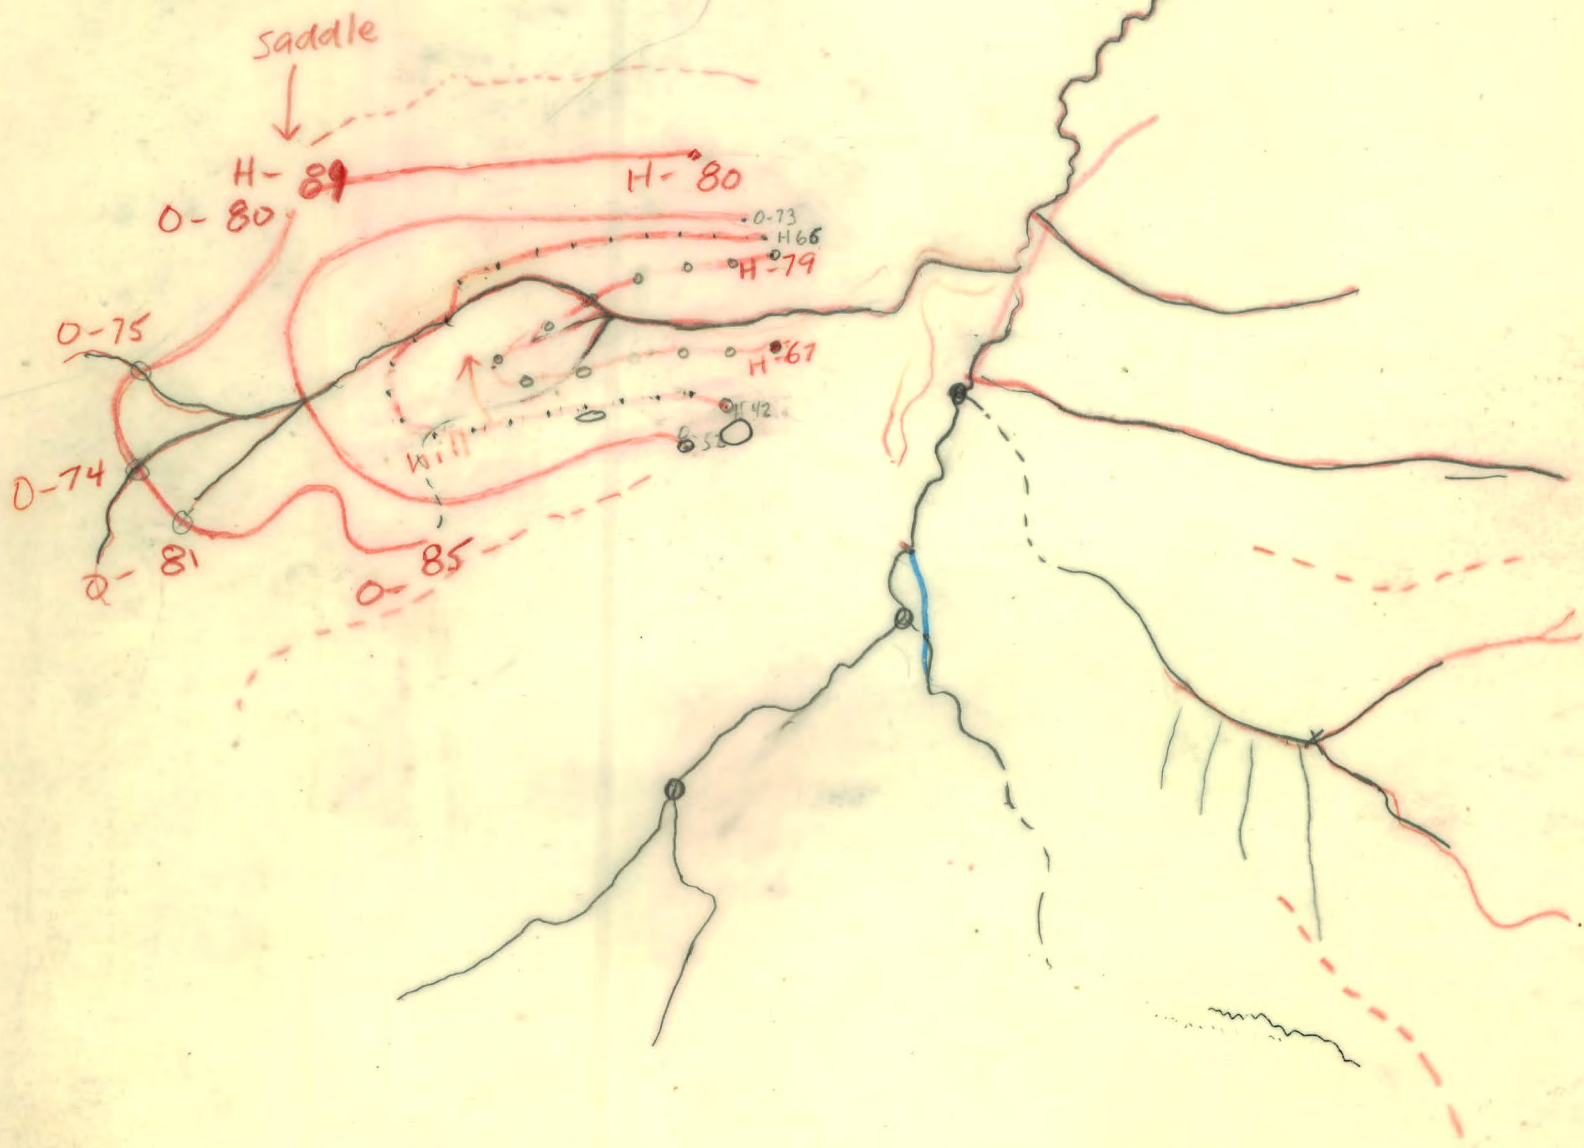 saddle
H- 89
H- 80
O- 80
O-73
H66
H-79
O-75
H-67
42
O-74
O- 81
O- 85